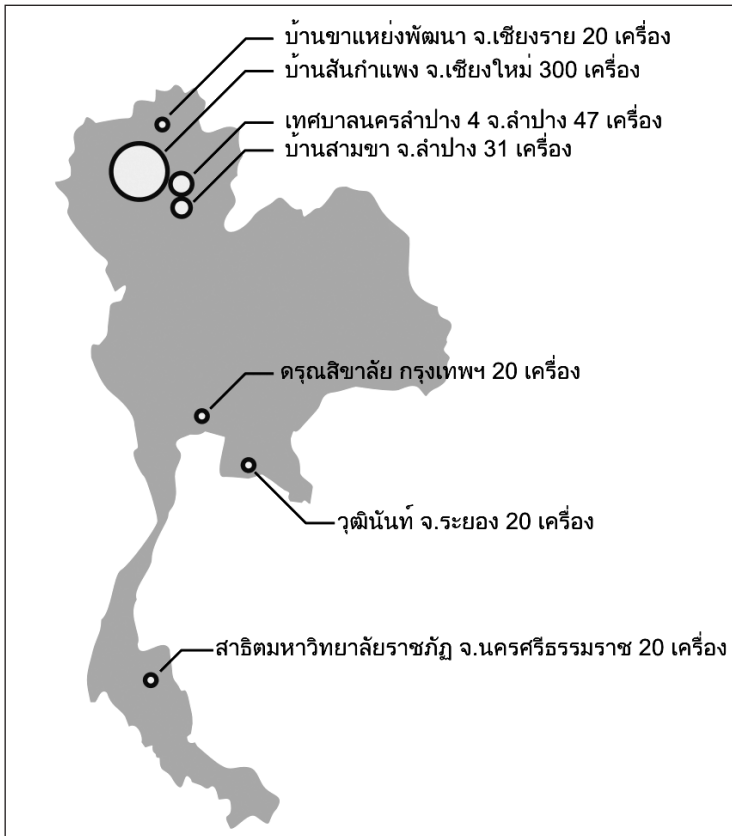 บ้านขาแหย่งพัฒนา จ.เชียงราย 20 เครื่อง
บ้านสันกำแพง จ.เชียงใหม่ 300 เครื่อง
เทศบาลนครลำปาง 4 จ.ลำปาง 47 เครื่อง
บ้านสามขา จ.ลำปาง 31 เครื่อง
ดรุณสิขาลัย กรุงเทพฯ 20 เครื่อง
วุฒินันท์ จ.ระยอง 20 เครื่อง
สาธิตมหาวิทยาลัยราชภัฏ จ.นครศรีธรรมราช 20 เครื่อง